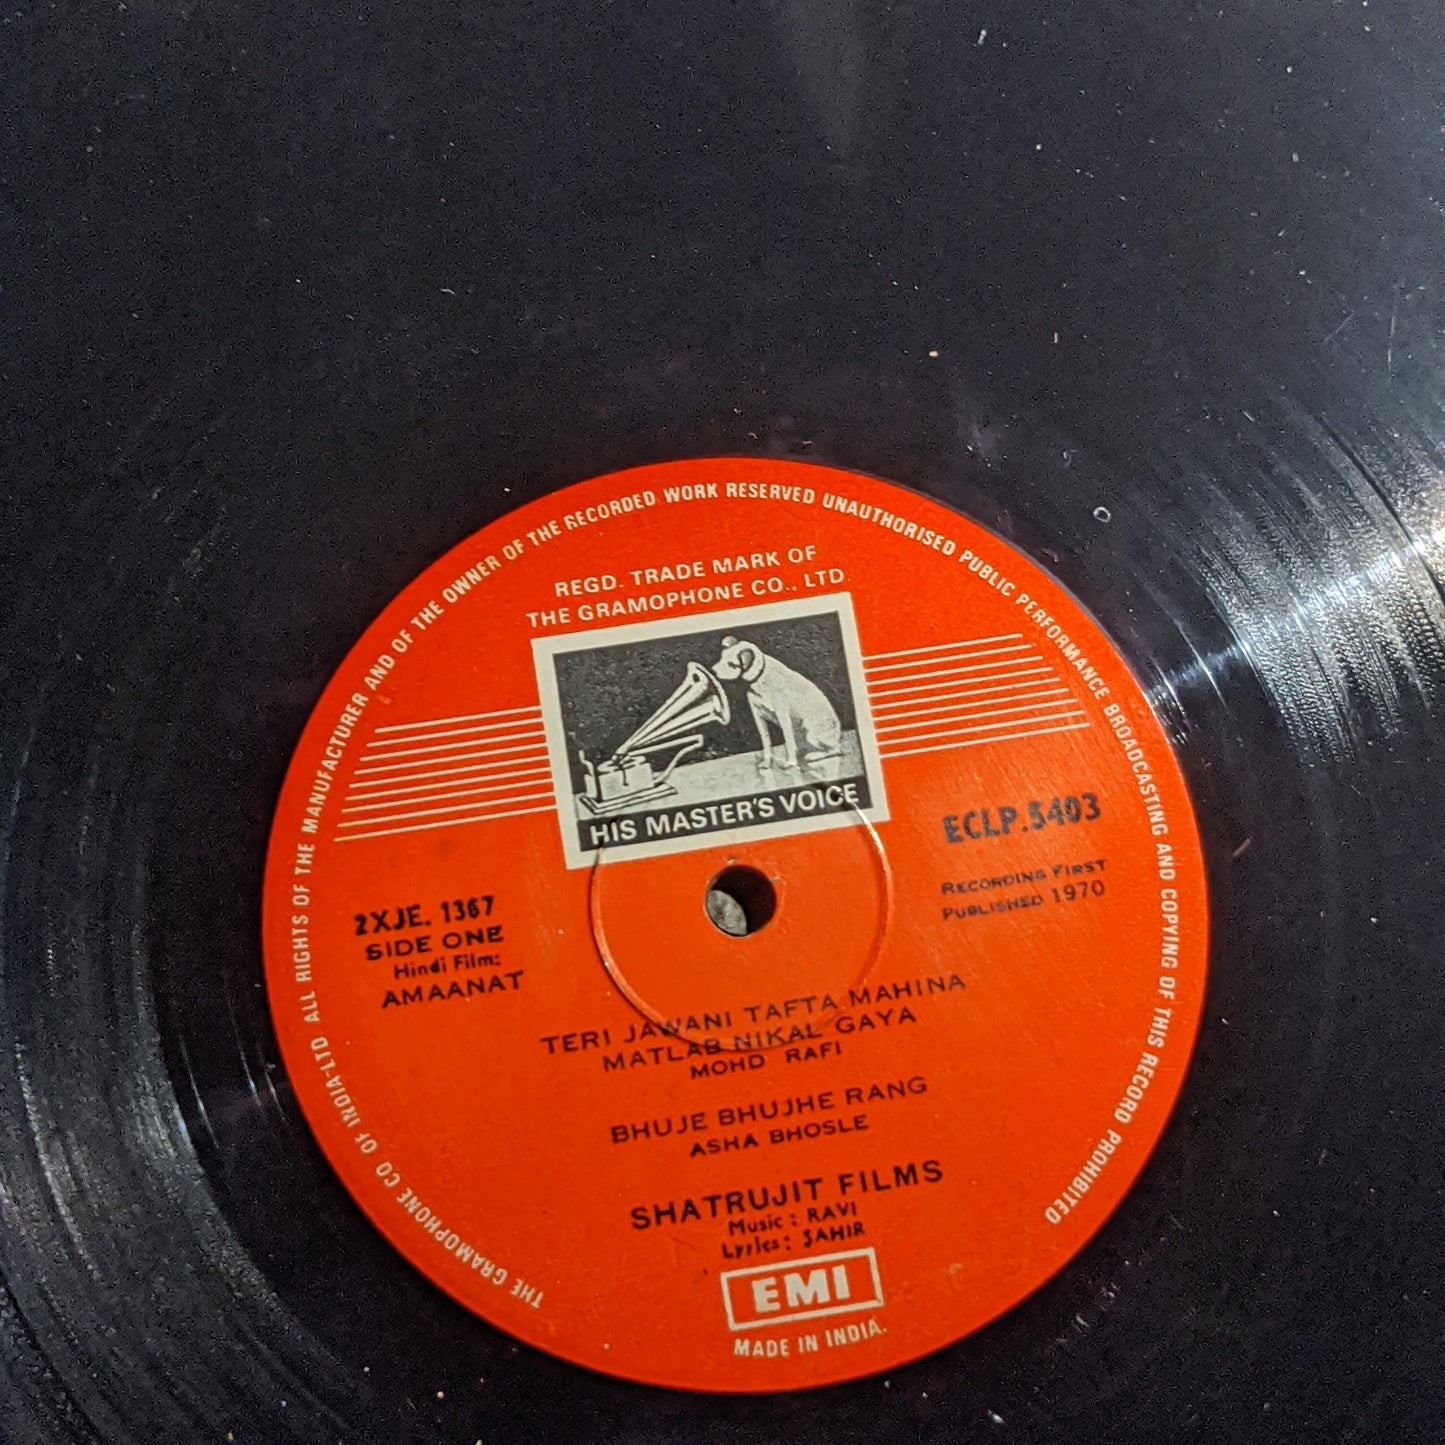 THE GRAMOPHONE CO OF INDIA-LTD. ALL RIGHTS OF THE MANUFACTURER AND OF THE OWNER OF THE RECORDED WORK RESERVED UNAUTHORISED PUBLIC PERFORMANCE BROADCASTING AND COPYING OF THIS RECORD PROHIBITED
REGD. TRADE MARK OF
THE GRAMOPHONE CO., LTD.
HIS MASTER'S VOICE
ECLP.5403
RECORDING FIRST
PUBLISHED 1970
2XJE. 1367
SIDE ONE
Hindi Film:
AMAANAT
TERI JAWANI TAFTA MAHINA
MATLAB NIKAL GAYA
MOHD RAFI
BHUJE BHUJHE RANG
ASHA BHOSLE
SHATRUJIT FILMS
Music : RAVI
Lyrics : SAHIR
EMI
MADE IN INDIA.